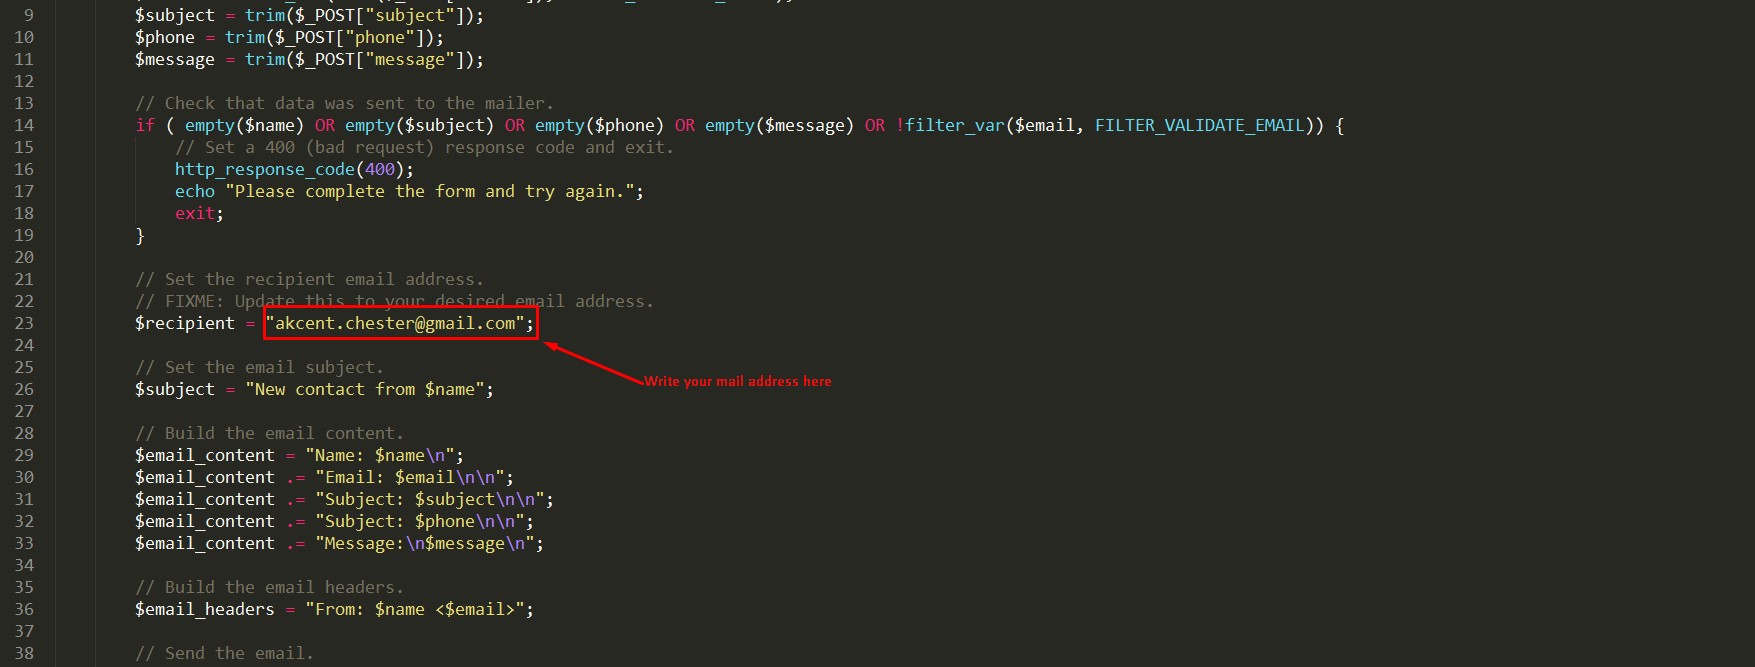 9 $subject = trim($_POST["subject"]);
10 $phone = trim($_POST["phone"]);
11 $message = trim($_POST["message"]);
12
13 // Check that data was sent to the mailer.
14 if ( empty($name) OR empty($subject) OR empty($phone) OR empty($message) OR !filter_var($email, FILTER_VALIDATE_EMAIL)) {
15 // Set a 400 (bad request) response code and exit.
16 http_response_code(400);
17 echo "Please complete the form and try again.";
18 exit;
19 }
20
21 // Set the recipient email address.
22 // FIXME: Update this to your desired email address.
23 $recipient = "akcent.chester@gmail.com";
24
25 // Set the email subject.
Write your mail address here
26 $subject = "New contact from $name";
27
28 // Build the email content.
29 $email_content = "Name: $name\n";
30 $email_content .= "Email: $email\n\n";
31 $email_content .= "Subject: $subject\n\n";
32 $email_content .= "Subject: $phone\n\n";
33 $email_content .= "Message:\n$message\n";
34
35 // Build the email headers.
36 $email_headers = "From: $name <$email>";
37
38 // Send the email.